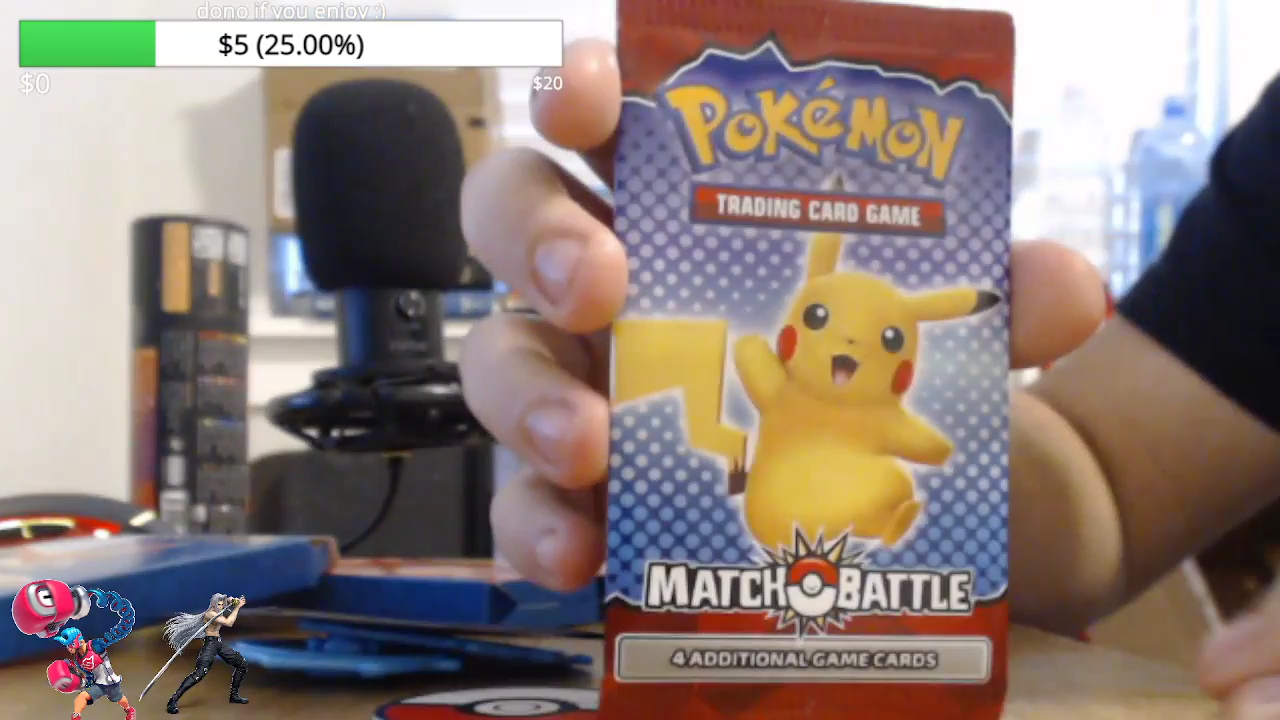 dono if you enjoy :)
$5 (25.00%)
$0
$20
POKéMON
TRADING CARD GAME
MATCH BATTLE
4 ADDITIONAL GAME CARDS